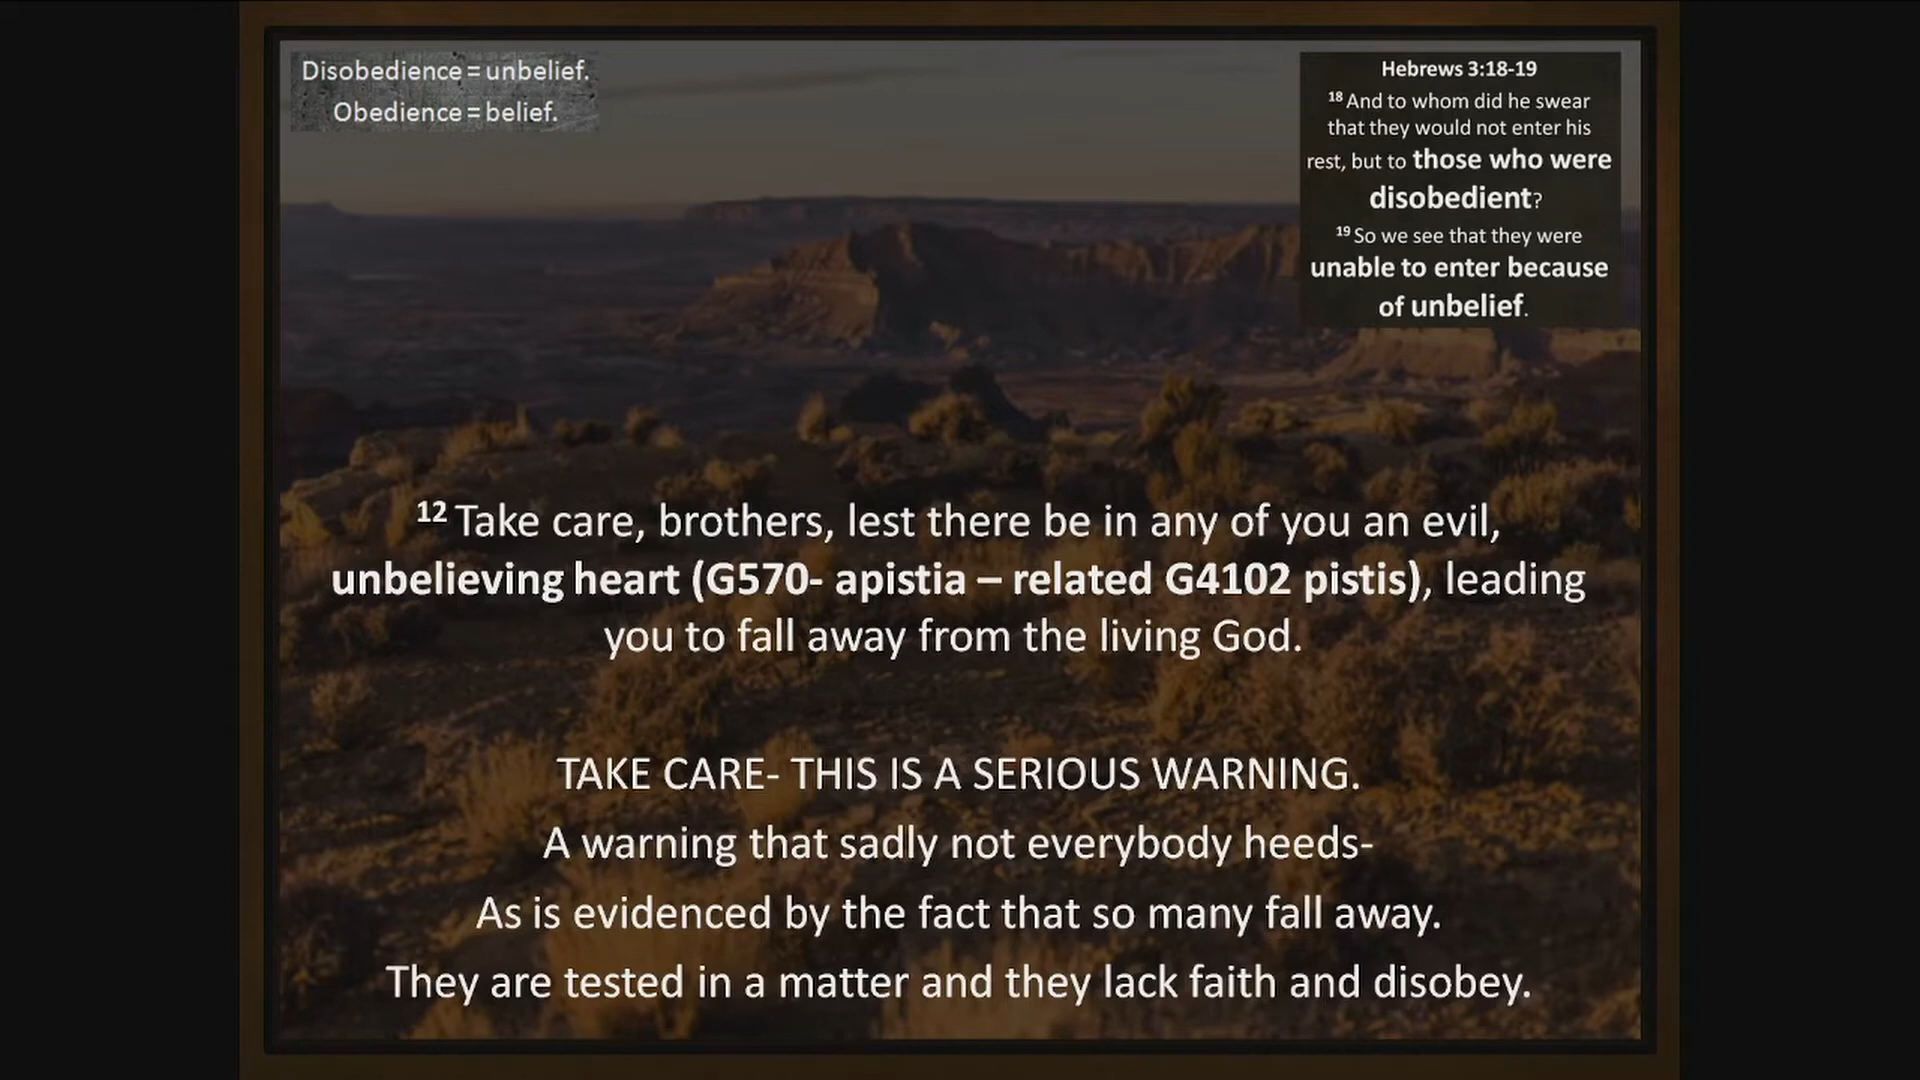 Disobedience = unbelief.
Obedience = belief.
Hebrews 3:18-19
18 And to whom did he swear
that they would not enter his
rest, but to those who were
disobedient?
19 So we see that they were
unable to enter because
of unbelief.
12 Take care, brothers, lest there be in any of you an evil,
unbelieving heart (G570- apistia – related G4102 pistis), leading
you to fall away from the living God.
TAKE CARE- THIS IS A SERIOUS WARNING.
A warning that sadly not everybody heeds-
As is evidenced by the fact that so many fall away.
They are tested in a matter and they lack faith and disobey.